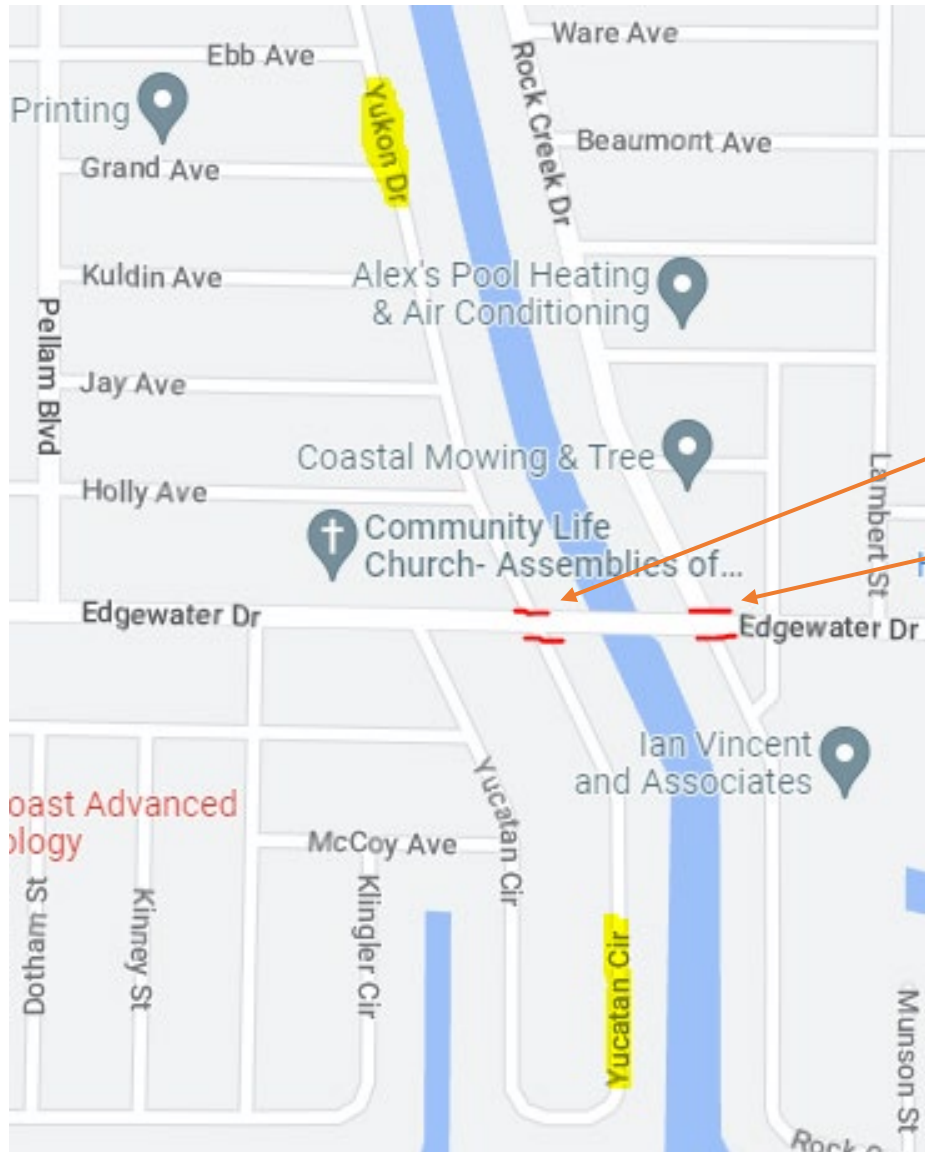 Ebb Ave
Ware Ave
Rock Creek Dr
Yukon Dr
Printing
Beaumont Ave
Grand Ave
Kuldin Ave
Alex's Pool Heating
& Air Conditioning
Pellam Blvd
Jay Ave
Coastal Mowing & Tree
Holly Ave
Lambert St
Community Life
Church- Assemblies of...
Edgewater Dr
Edgewater Dr
Ian Vincent
and Associates
Yucatan Cir
oast Advanced
ology
McCoy Ave
Dotham St
Kinney St
Klingler Cir
Yucatan Cir
Munson St
Rock